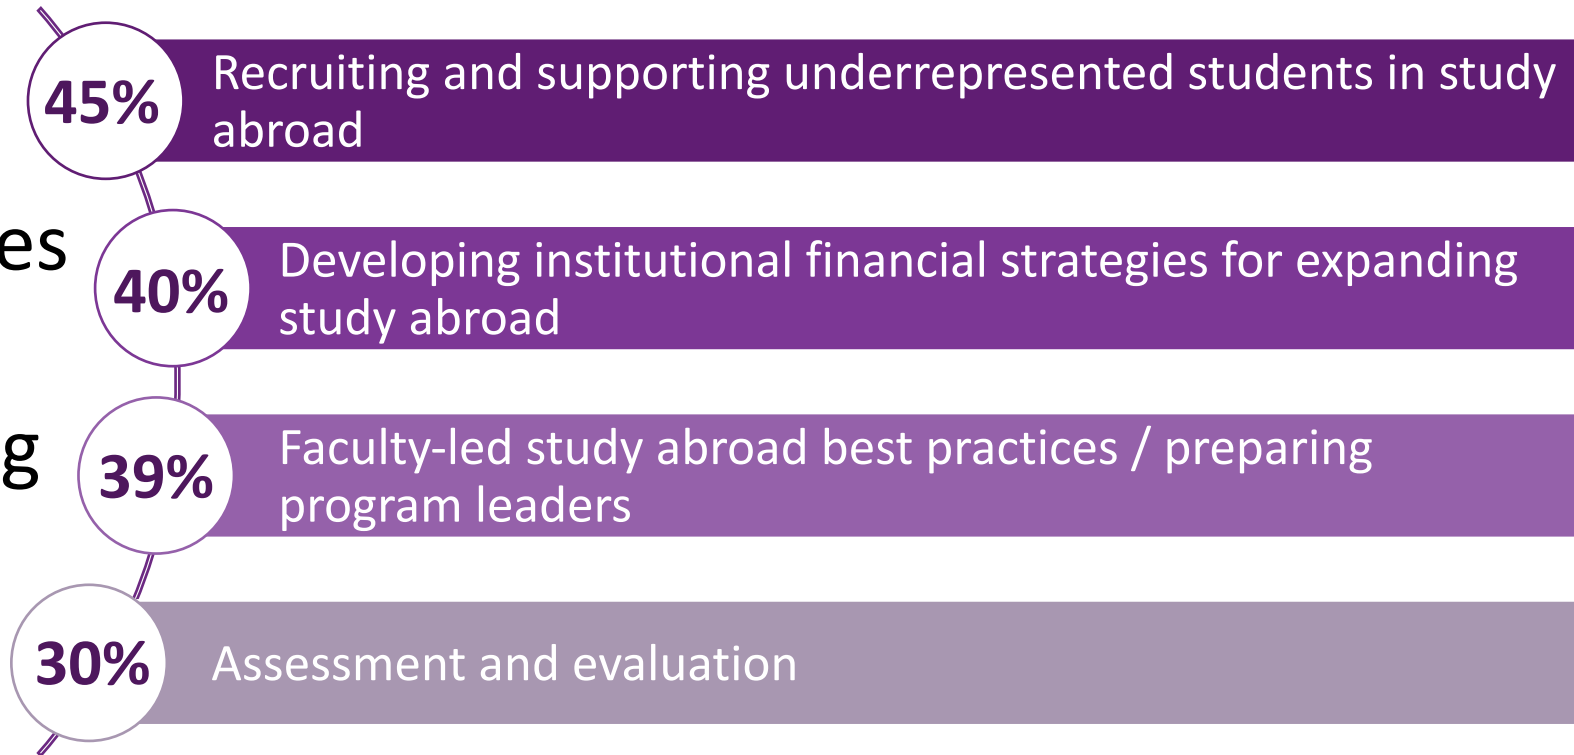 45%
Recruiting and supporting underrepresented students in study
abroad
es
40%
Developing institutional financial strategies for expanding
study abroad
g
39%
Faculty-led study abroad best practices / preparing
program leaders
30%
Assessment and evaluation